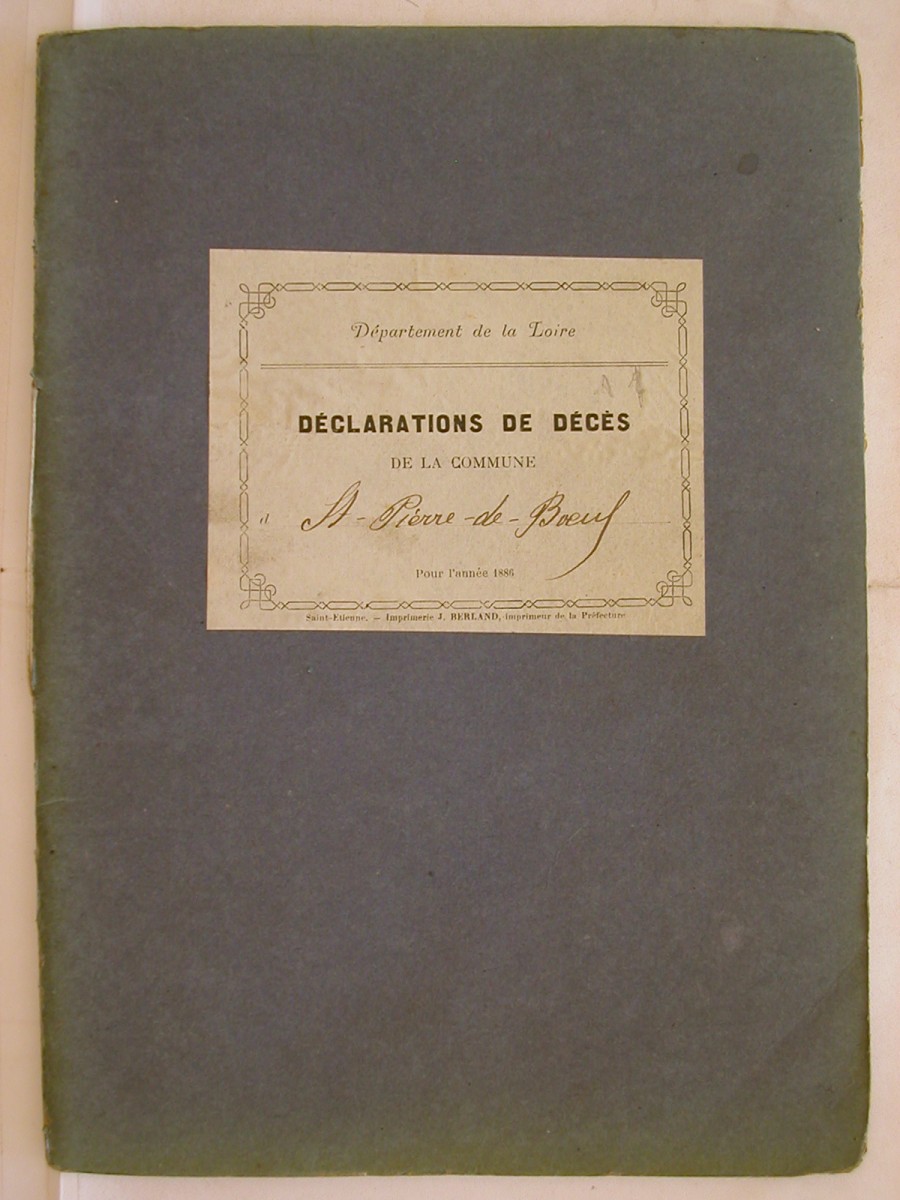 Département de la Loire
DÉCLARATIONS DE DÉCÈS
DE LA COMMUNE
d St-Pierre-de-Bœuf
Pour l'année 1886
Saint-Etienne. — Imprimerie J. BERLAND, imprimeur de la Préfecture